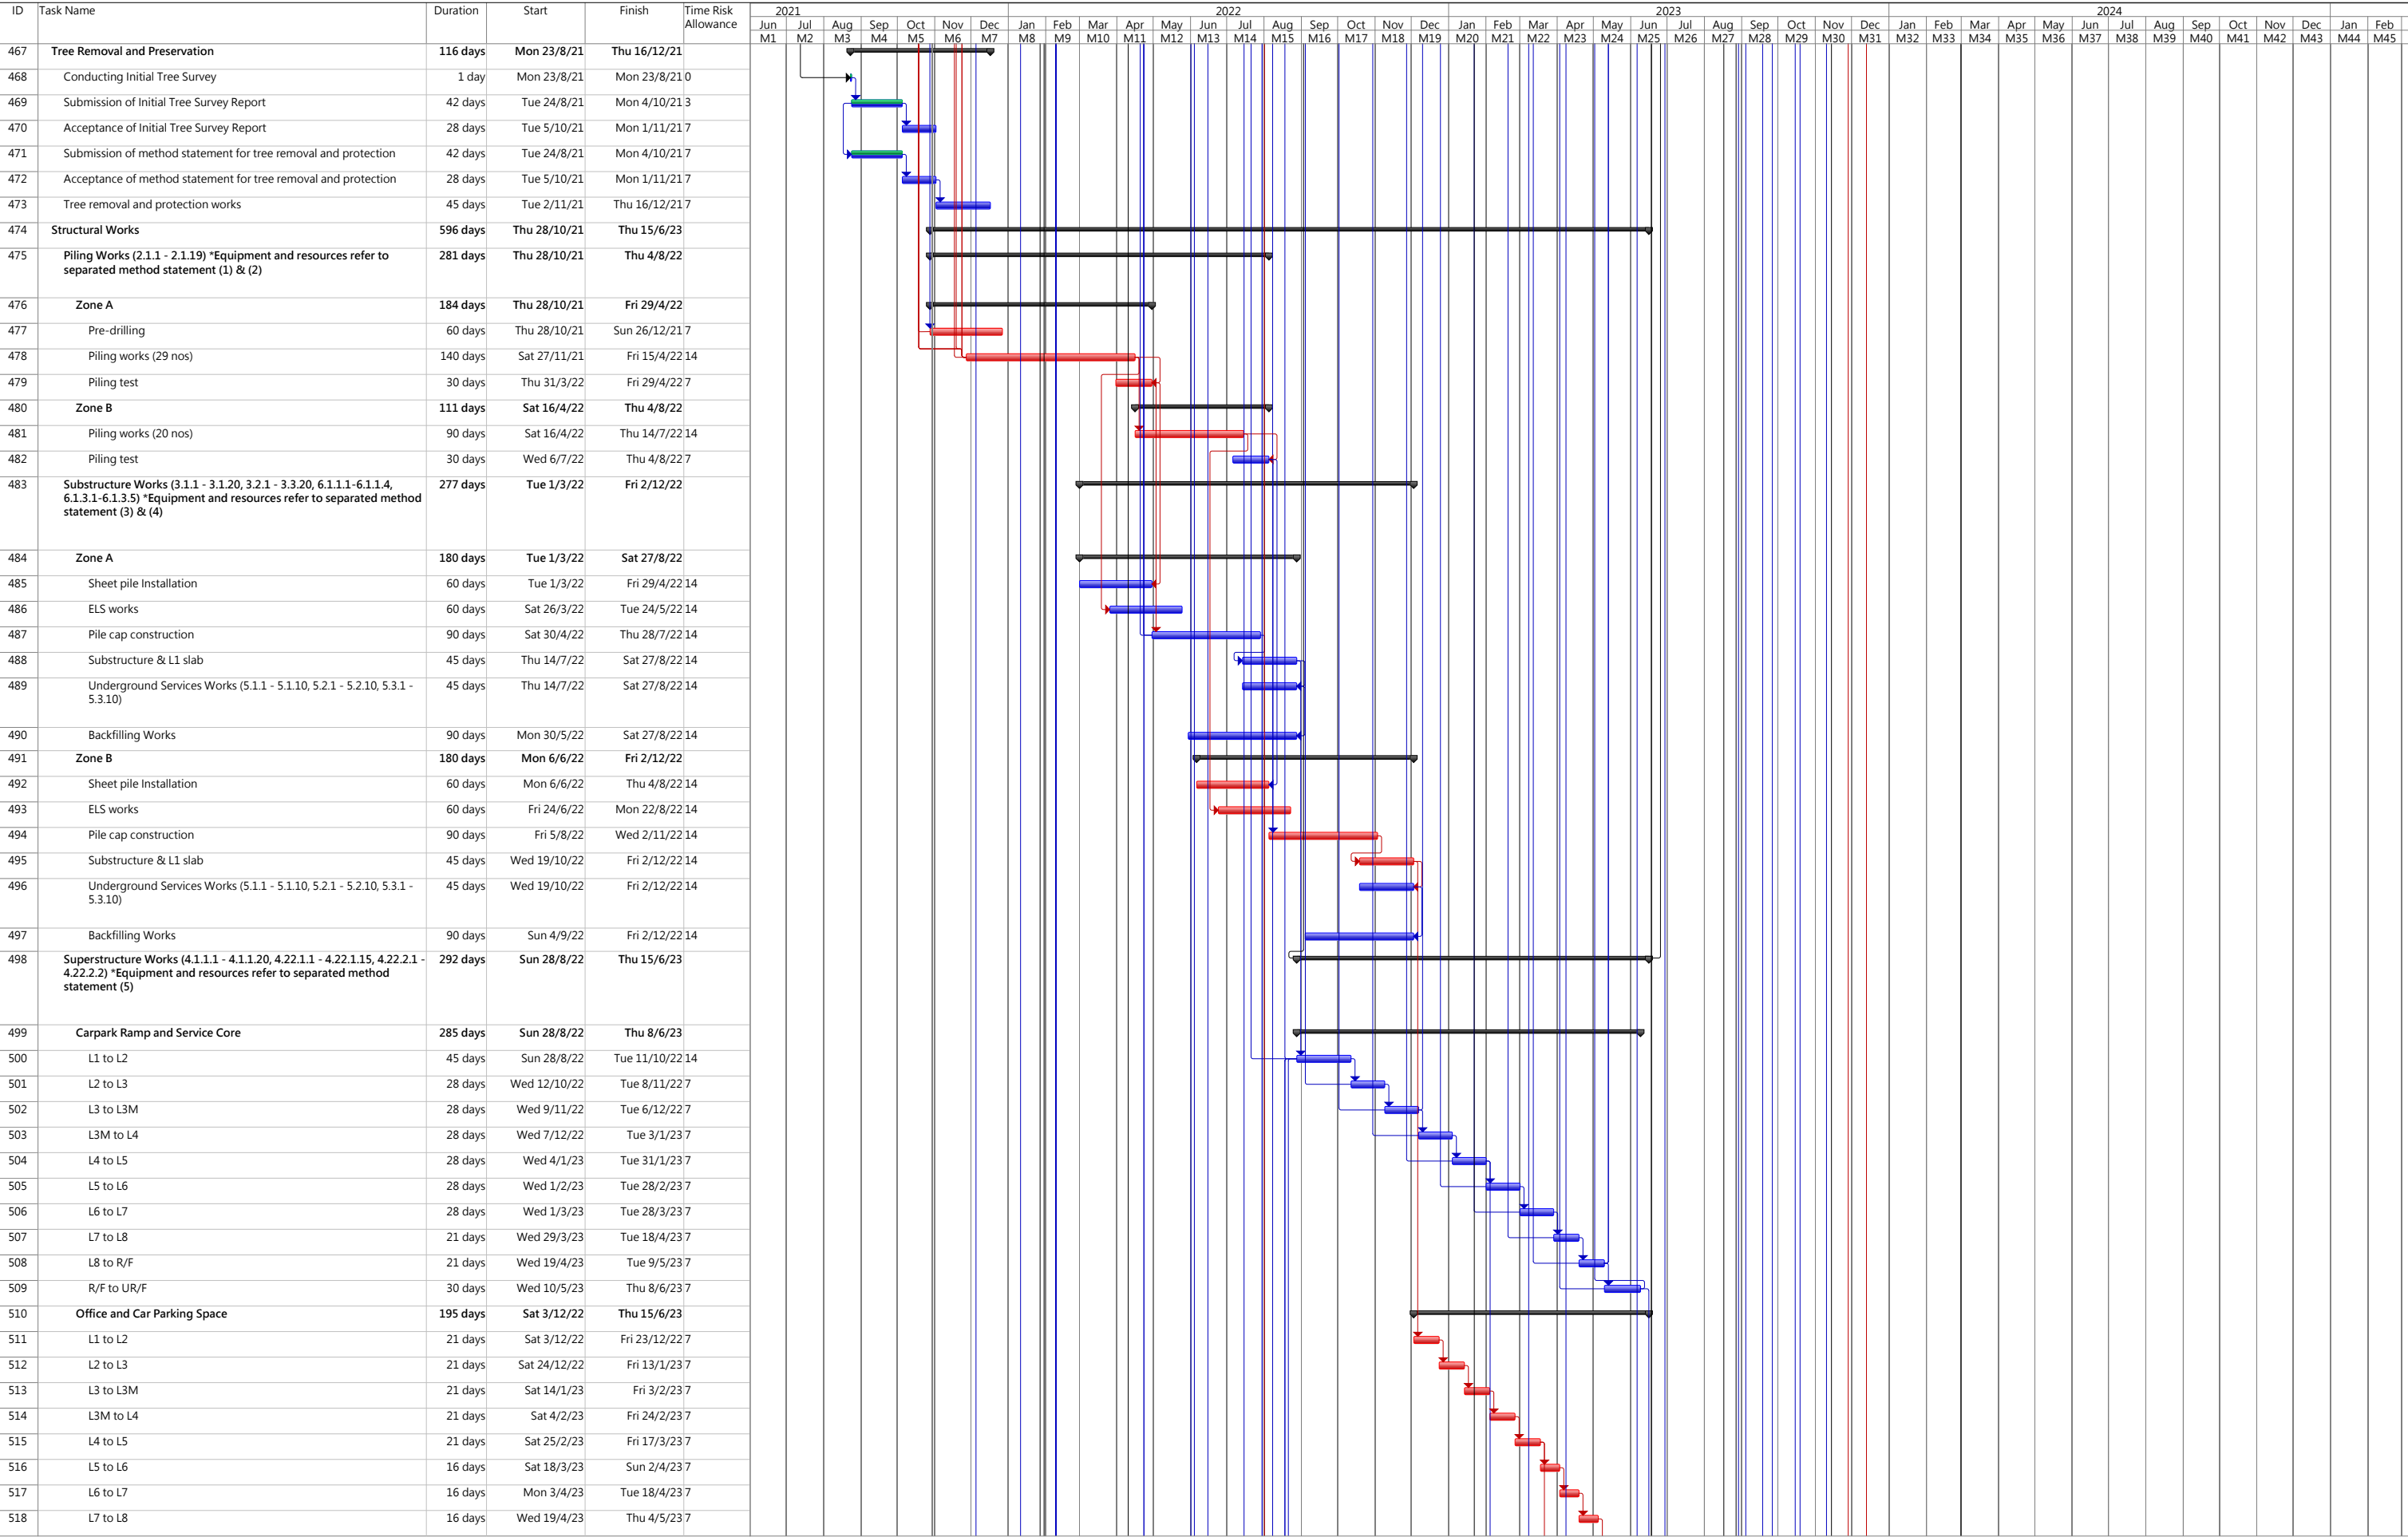 ID Task Name Duration Start Finish Time Risk Allowance
2021 2022 2023 2024
Jun Jul Aug Sep Oct Nov Dec Jan Feb Mar Apr May Jun Jul Aug Sep Oct Nov Dec Jan Feb Mar Apr May Jun Jul Aug Sep Oct Nov Dec Jan Feb Mar Apr May Jun Jul Aug Sep Oct Nov Dec Jan Feb
M1 M2 M3 M4 M5 M6 M7 M8 M9 M10 M11 M12 M13 M14 M15 M16 M17 M18 M19 M20 M21 M22 M23 M24 M25 M26 M27 M28 M29 M30 M31 M32 M33 M34 M35 M36 M37 M38 M39 M40 M41 M42 M43 M44 M45
467 Tree Removal and Preservation 116 days Mon 23/8/21 Thu 16/12/21
468 Conducting Initial Tree Survey 1 day Mon 23/8/21 Mon 23/8/21 0
469 Submission of Initial Tree Survey Report 42 days Tue 24/8/21 Mon 4/10/21 3
470 Acceptance of Initial Tree Survey Report 28 days Tue 5/10/21 Mon 1/11/21 7
471 Submission of method statement for tree removal and protection 42 days Tue 24/8/21 Mon 4/10/21 7
472 Acceptance of method statement for tree removal and protection 28 days Tue 5/10/21 Mon 1/11/21 7
473 Tree removal and protection works 45 days Tue 2/11/21 Thu 16/12/21 7
474 Structural Works 596 days Thu 28/10/21 Thu 15/6/23
475 Piling Works (2.1.1 - 2.1.19) *Equipment and resources refer to 281 days Thu 28/10/21 Thu 4/8/22
separated method statement (1) & (2)
476 Zone A 184 days Thu 28/10/21 Fri 29/4/22
477 Pre-drilling 60 days Thu 28/10/21 Sun 26/12/21 7
478 Piling works (29 nos) 140 days Sat 27/11/21 Fri 15/4/22 14
479 Piling test 30 days Thu 31/3/22 Fri 29/4/22 7
480 Zone B 111 days Sat 16/4/22 Thu 4/8/22
481 Piling works (20 nos) 90 days Sat 16/4/22 Thu 14/7/22 14
482 Piling test 30 days Wed 6/7/22 Thu 4/8/22 7
483 Substructure Works (3.1.1 - 3.1.20, 3.2.1 - 3.3.20, 6.1.1.1-6.1.1.4, 277 days Tue 1/3/22 Fri 2/12/22
6.1.3.1-6.1.3.5) *Equipment and resources refer to separated method
statement (3) & (4)
484 Zone A 180 days Tue 1/3/22 Sat 27/8/22
485 Sheet pile Installation 60 days Tue 1/3/22 Fri 29/4/22 14
486 ELS works 60 days Sat 26/3/22 Tue 24/5/22 14
487 Pile cap construction 90 days Sat 30/4/22 Thu 28/7/22 14
488 Substructure & L1 slab 45 days Thu 14/7/22 Sat 27/8/22 14
489 Underground Services Works (5.1.1 - 5.1.10, 5.2.1 - 5.2.10, 5.3.1 - 45 days Thu 14/7/22 Sat 27/8/22 14
5.3.10)
490 Backfilling Works 90 days Mon 30/5/22 Sat 27/8/22 14
491 Zone B 180 days Mon 6/6/22 Fri 2/12/22
492 Sheet pile Installation 60 days Mon 6/6/22 Thu 4/8/22 14
493 ELS works 60 days Fri 24/6/22 Mon 22/8/22 14
494 Pile cap construction 90 days Fri 5/8/22 Wed 2/11/22 14
495 Substructure & L1 slab 45 days Wed 19/10/22 Fri 2/12/22 14
496 Underground Services Works (5.1.1 - 5.1.10, 5.2.1 - 5.2.10, 5.3.1 - 45 days Wed 19/10/22 Fri 2/12/22 14
5.3.10)
497 Backfilling Works 90 days Sun 4/9/22 Fri 2/12/22 14
498 Superstructure Works (4.1.1.1 - 4.1.1.20, 4.22.1.1 - 4.22.1.15, 4.22.2.1 - 292 days Sun 28/8/22 Thu 15/6/23
4.22.2.2) *Equipment and resources refer to separated method
statement (5)
499 Carpark Ramp and Service Core 285 days Sun 28/8/22 Thu 8/6/23
500 L1 to L2 45 days Sun 28/8/22 Tue 11/10/22 14
501 L2 to L3 28 days Wed 12/10/22 Tue 8/11/22 7
502 L3 to L3M 28 days Wed 9/11/22 Tue 6/12/22 7
503 L3M to L4 28 days Wed 7/12/22 Tue 3/1/23 7
504 L4 to L5 28 days Wed 4/1/23 Tue 31/1/23 7
505 L5 to L6 28 days Wed 1/2/23 Tue 28/2/23 7
506 L6 to L7 28 days Wed 1/3/23 Tue 28/3/23 7
507 L7 to L8 21 days Wed 29/3/23 Tue 18/4/23 7
508 L8 to R/F 21 days Wed 19/4/23 Tue 9/5/23 7
509 R/F to UR/F 30 days Wed 10/5/23 Thu 8/6/23 7
510 Office and Car Parking Space 195 days Sat 3/12/22 Thu 15/6/23
511 L1 to L2 21 days Sat 3/12/22 Fri 23/12/22 7
512 L2 to L3 21 days Sat 24/12/22 Fri 13/1/23 7
513 L3 to L3M 21 days Sat 14/1/23 Fri 3/2/23 7
514 L3M to L4 21 days Sat 4/2/23 Fri 24/2/23 7
515 L4 to L5 21 days Sat 25/2/23 Fri 17/3/23 7
516 L5 to L6 16 days Sat 18/3/23 Sun 2/4/23 7
517 L6 to L7 16 days Mon 3/4/23 Tue 18/4/23 7
518 L7 to L8 16 days Wed 19/4/23 Thu 4/5/23 7